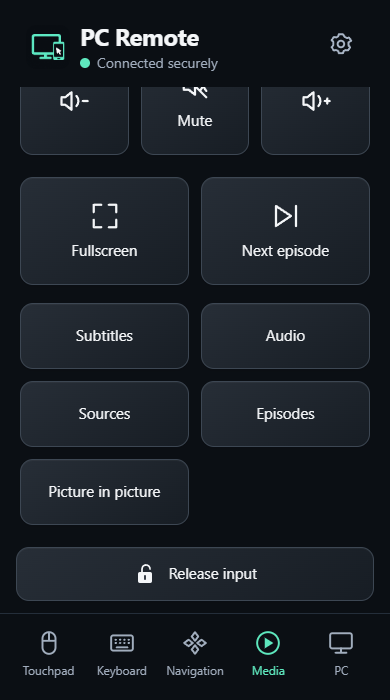 PC Remote
Connected securely
Mute
Fullscreen
Next episode
Subtitles
Audio
Sources
Episodes
Picture in picture
Release input
Touchpad
Keyboard
Navigation
Media
PC